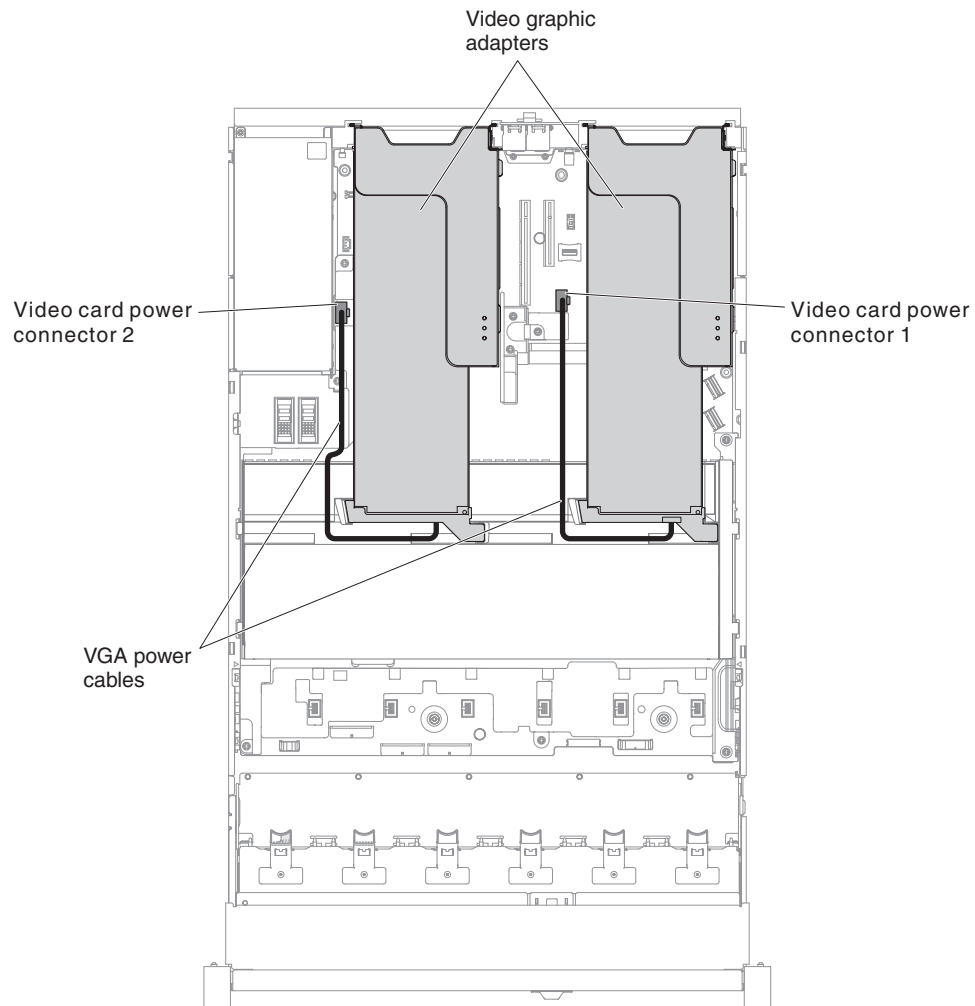 Video graphic
adapters
Video card power
connector 2
Video card power
connector 1
VGA power
cables